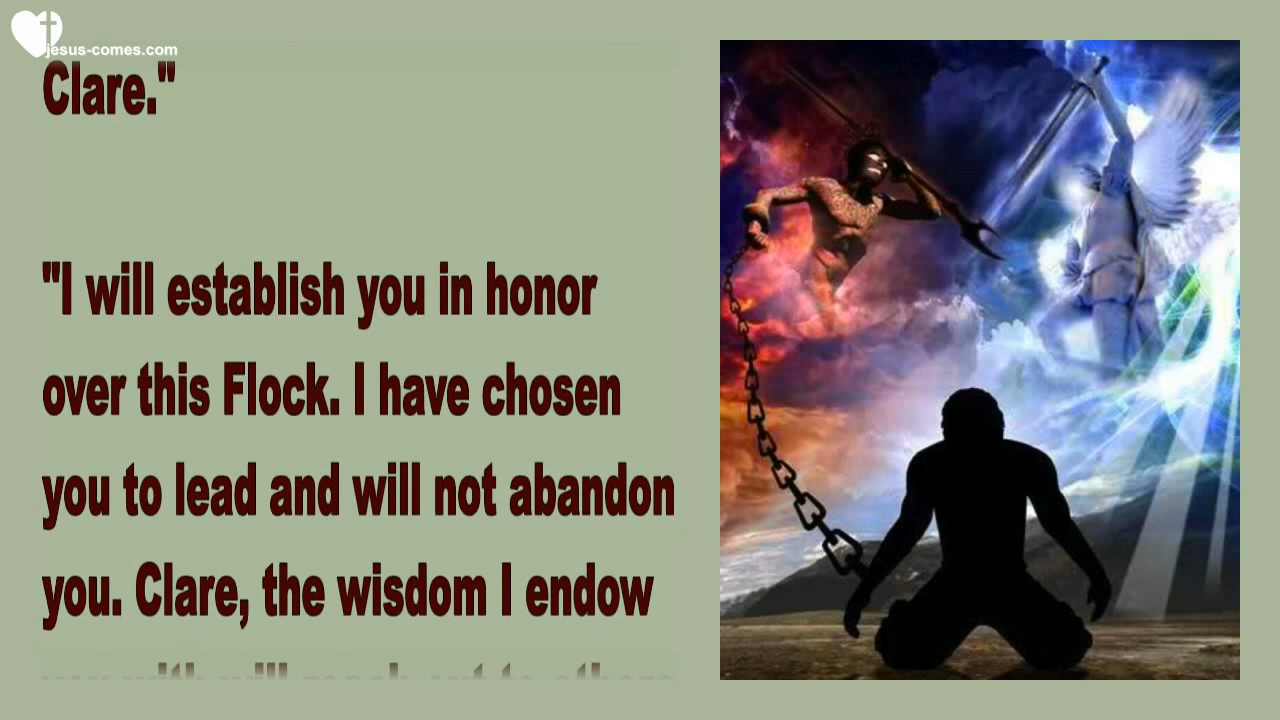 jesus-comes.com
Clare."
"I will establish you in honor
over this Flock. I have chosen
you to lead and will not abandon
you. Clare, the wisdom I endow